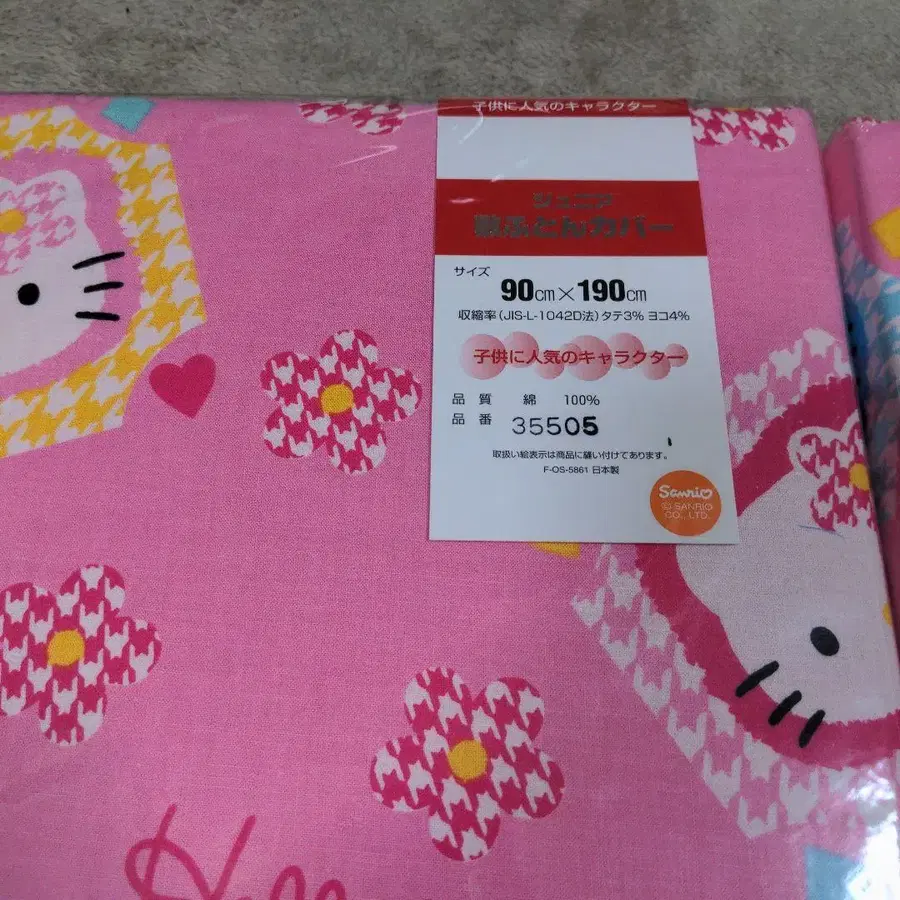 子供に人気のキャラクター
ジュニア
敷ふとんカバー
サイズ
90cm×190cm
収縮率(JIS-L-1042D法)タテ3% ヨコ4%
子供に人気のキャラクター
品質 綿 100%
品番 35505
取扱い絵表示は商品に縫い付けてあります。
F-OS-5861 日本製
Sanrio
© SANRIO
CO., LTD.